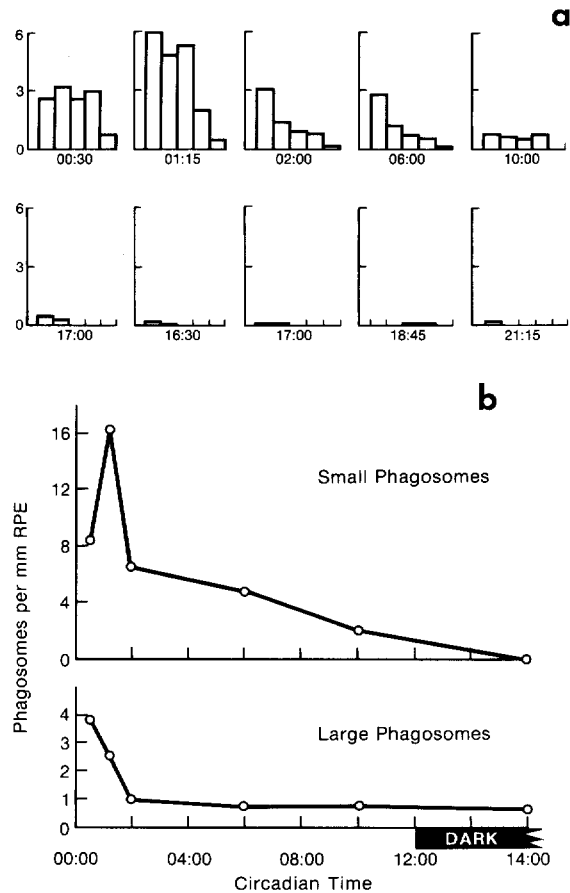 a
6
3
0
00:30 01:15 02:00 06:00 10:00
6
3
0
17:00 16:30 17:00 18:45 21:15
b
16
12
8
4
0
Small Phagosomes
Phagosomes per mm RPE
4
3
2
1
0
Large Phagosomes
DARK
00:00 04:00 08:00 12:00 14:00
Circadian Time